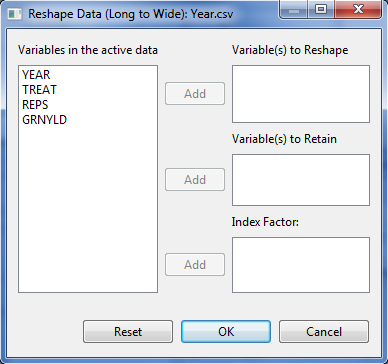 Reshape Data (Long to Wide): Year.csv
Variables in the active data
YEAR
TREAT
REPS
GRNYLD
Variable(s) to Reshape
Add
Variable(s) to Retain
Add
Index Factor:
Add
Reset OK Cancel